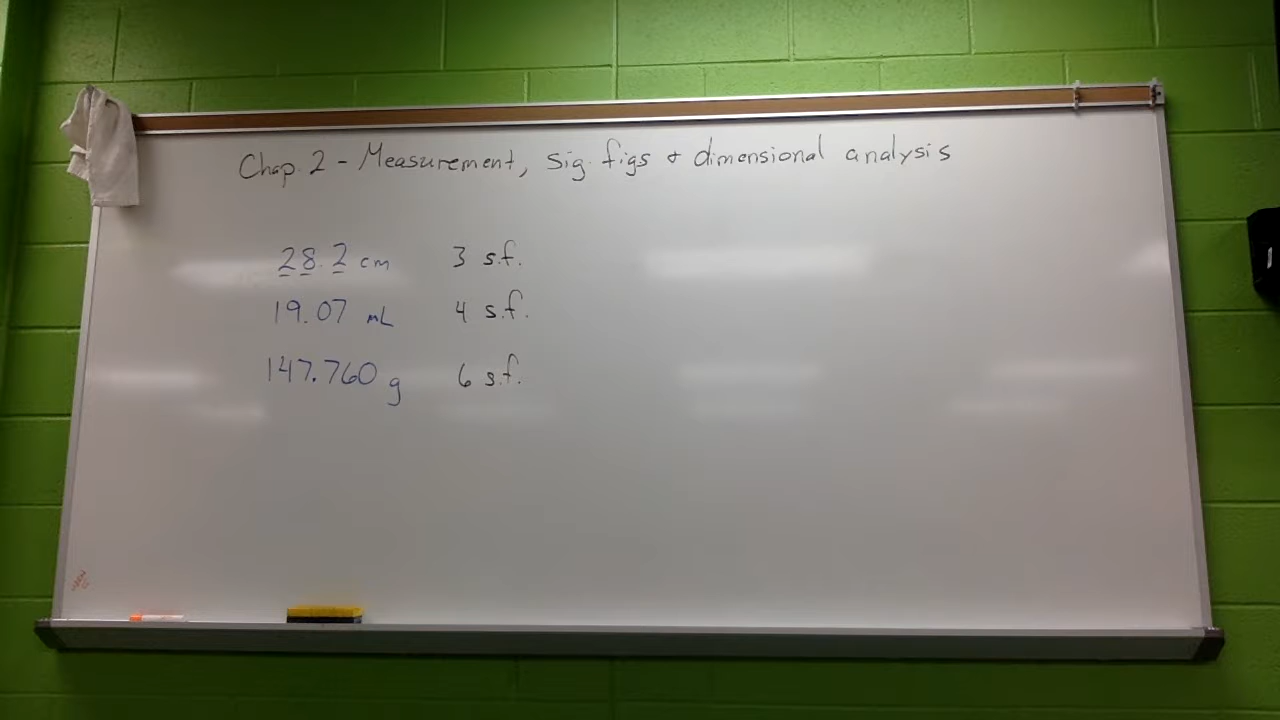 Chap. 2 - Measurement, sig. figs & dimensional analysis
28.2 cm 3 s.f.
19.07 mL 4 s.f.
147.760 g 6 s.f.